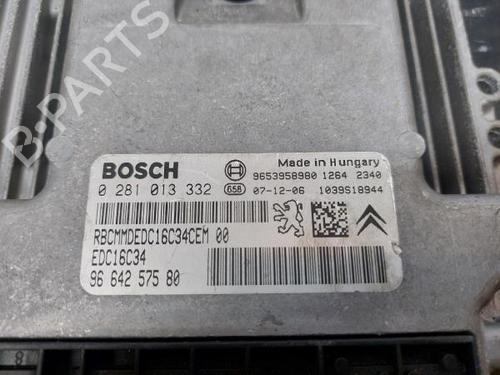 BOSCH
Made in Hungary
0 281 013 332
658
9653958980 1264 2340
07-12-06 1039S18944
RBCMMDEDC16C34CEM 00
EDC16C34
96 642 575 80
B-PARTS
8